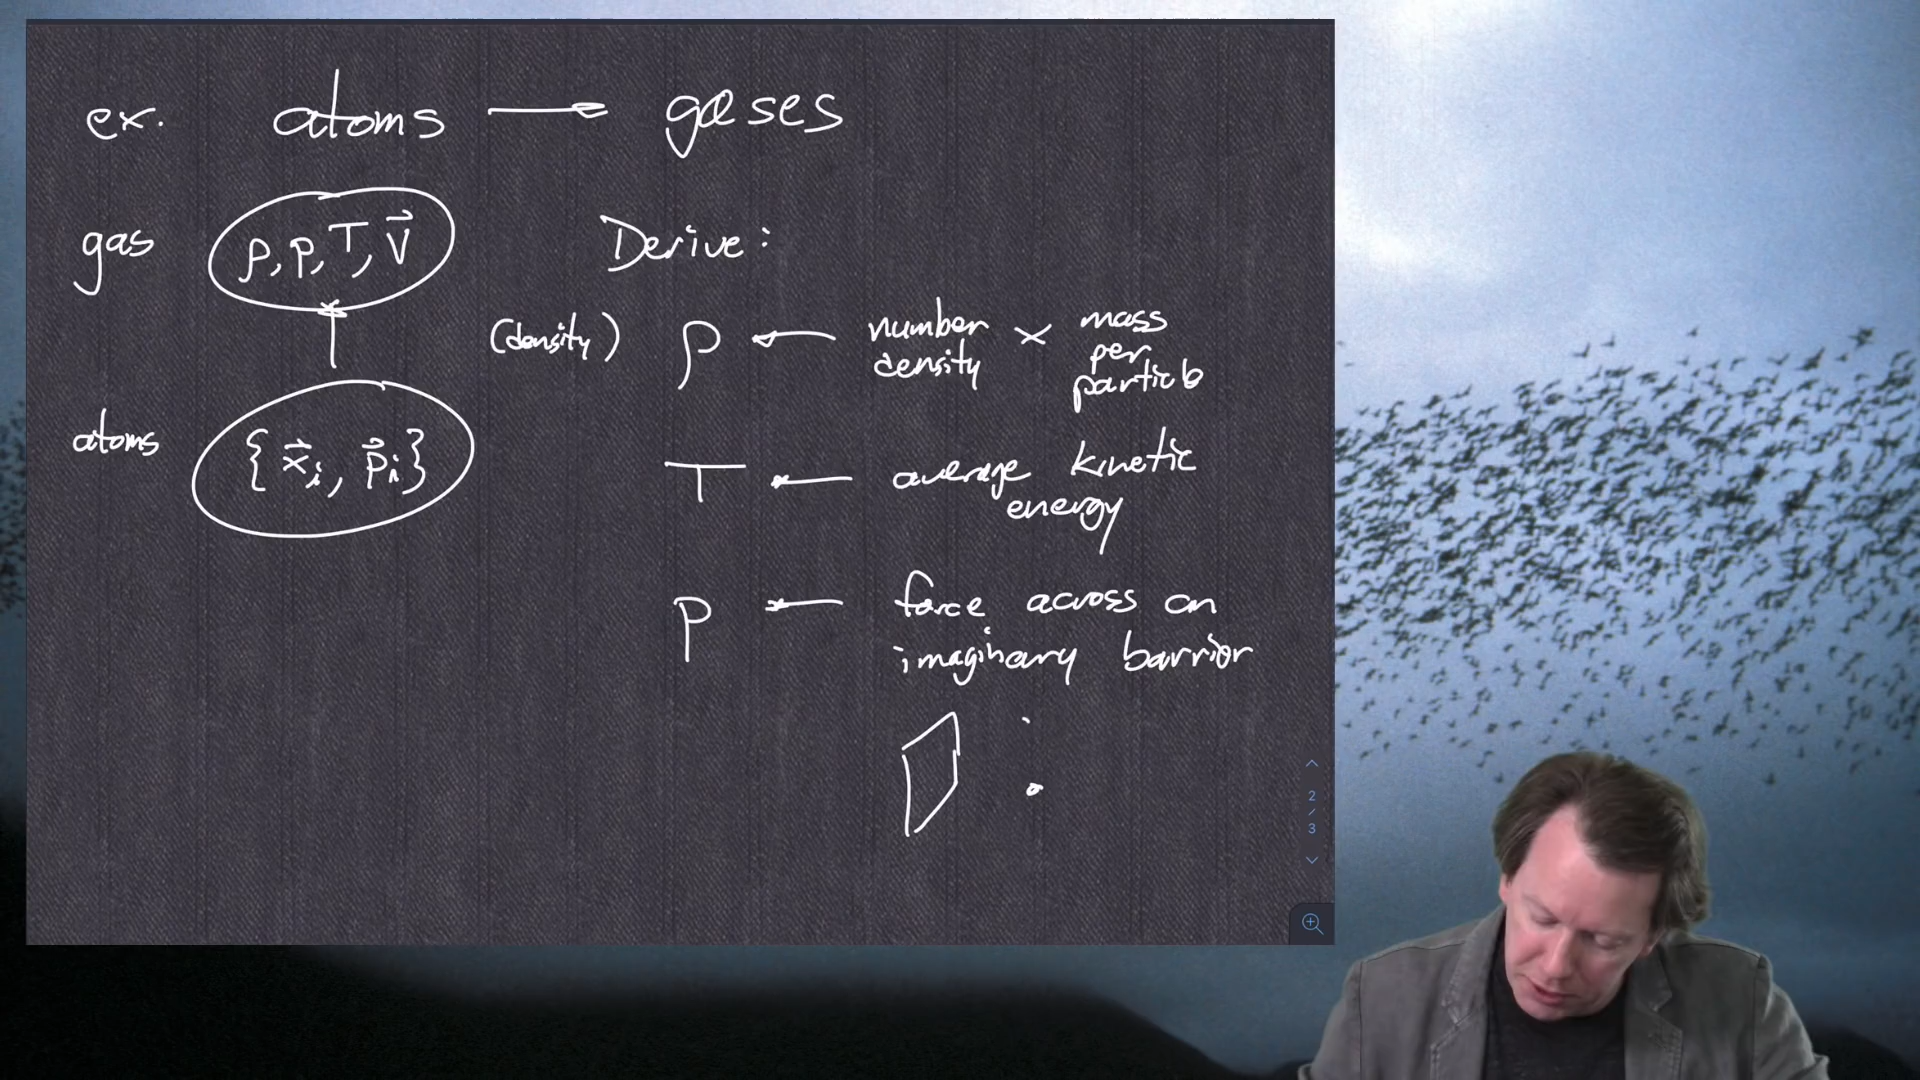 ex. atoms → gases
gas ρ, p, T, V⃗
Derive:
(density) ρ ← number density × mass per particle
atoms {x⃗ᵢ, p⃗ᵢ}
T ← average kinetic energy
p ← force across an imaginary barrier
2
/
3